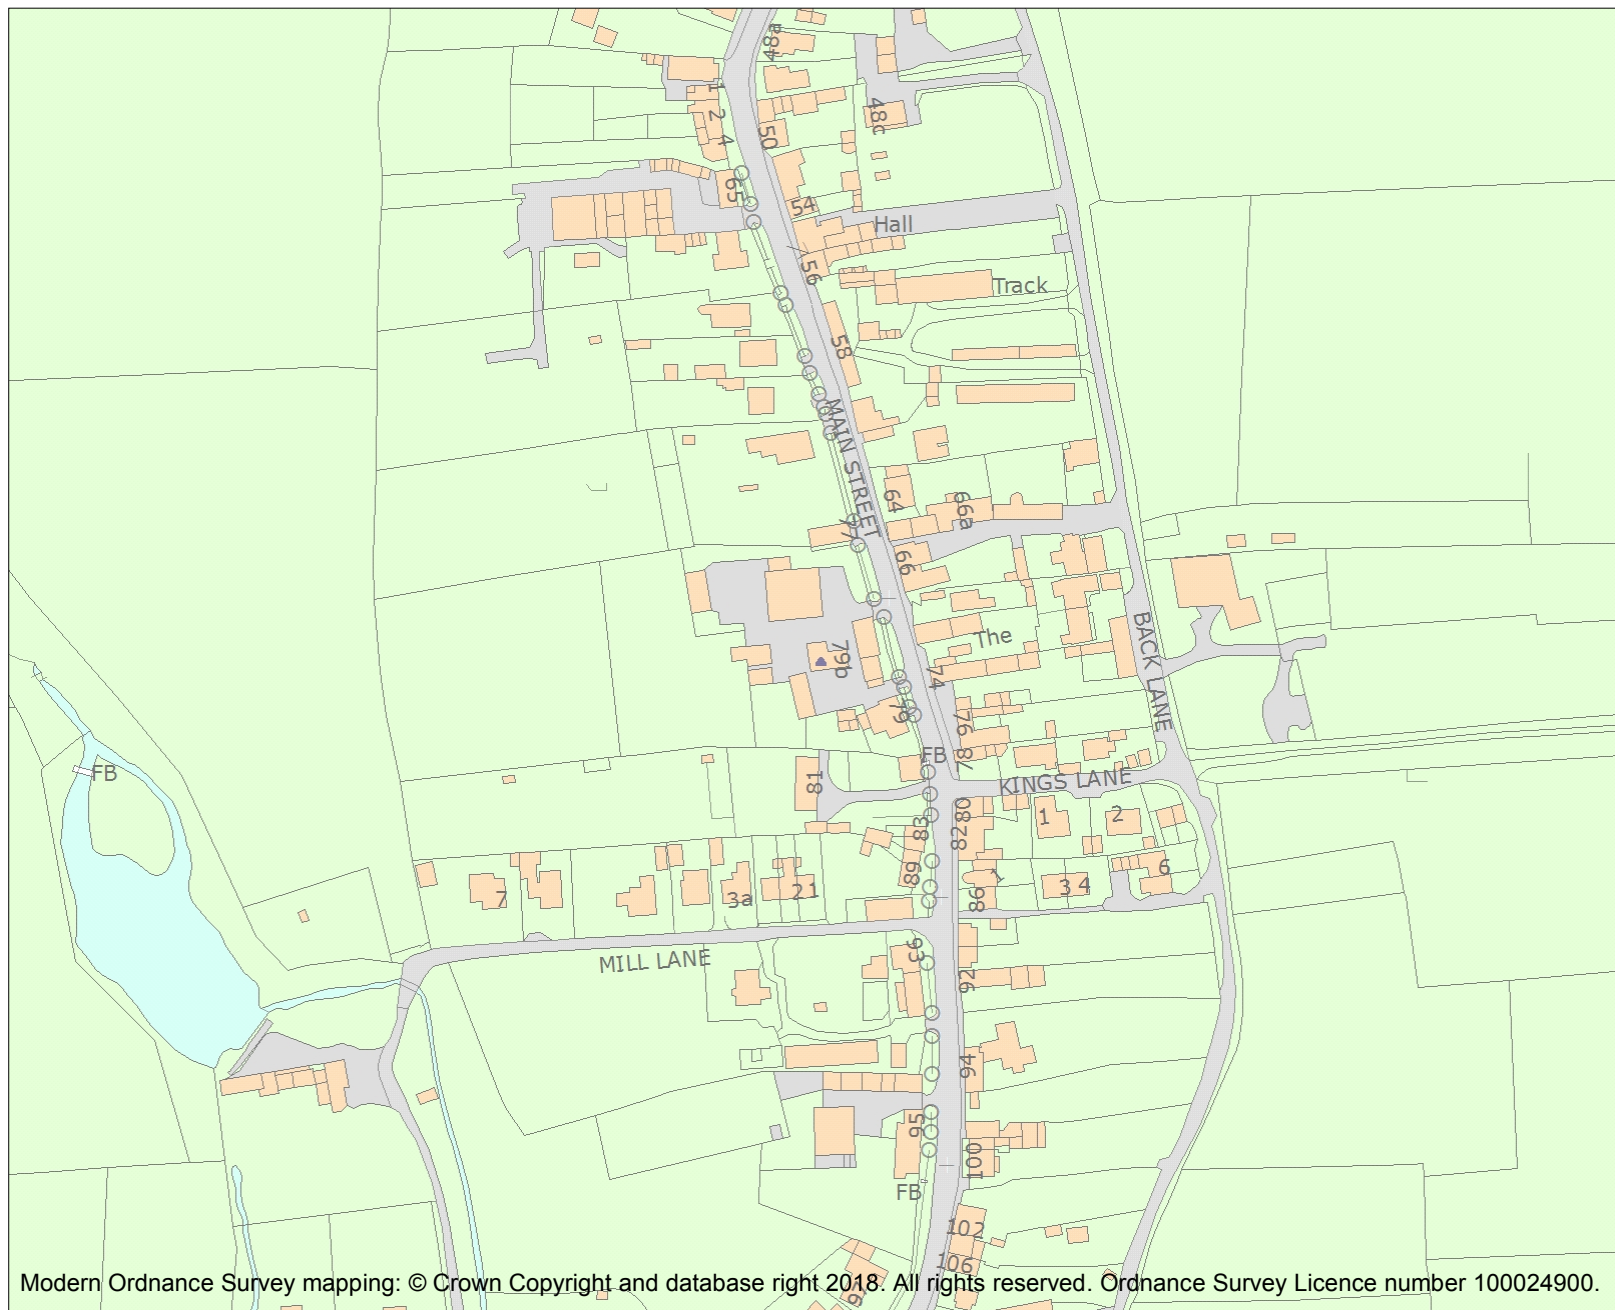 48a
1
2
4
50
48c
65
54
Hall
56
Track
58
MAIN STREET
64
66a
77
66
The
79b
74
BACK LANE
79
76
FB
78
FB
KINGS LANE
81
80
1
2
83
82
89
1
6
7
3a
2
1
86
3
4
93
MILL LANE
92
94
95
100
FB
102
106
97
Modern Ordnance Survey mapping: © Crown Copyright and database right 2018. All rights reserved. Ordnance Survey Licence number 100024900.